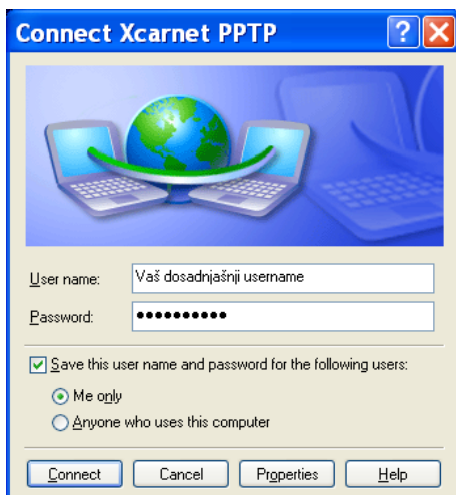 Connect Xcarnet PPTP
User name: Vaš dosadnjašnji username
Password: ••••••••••
Save this user name and password for the following users:
Me only
Anyone who uses this computer
Connect Cancel Properties Help